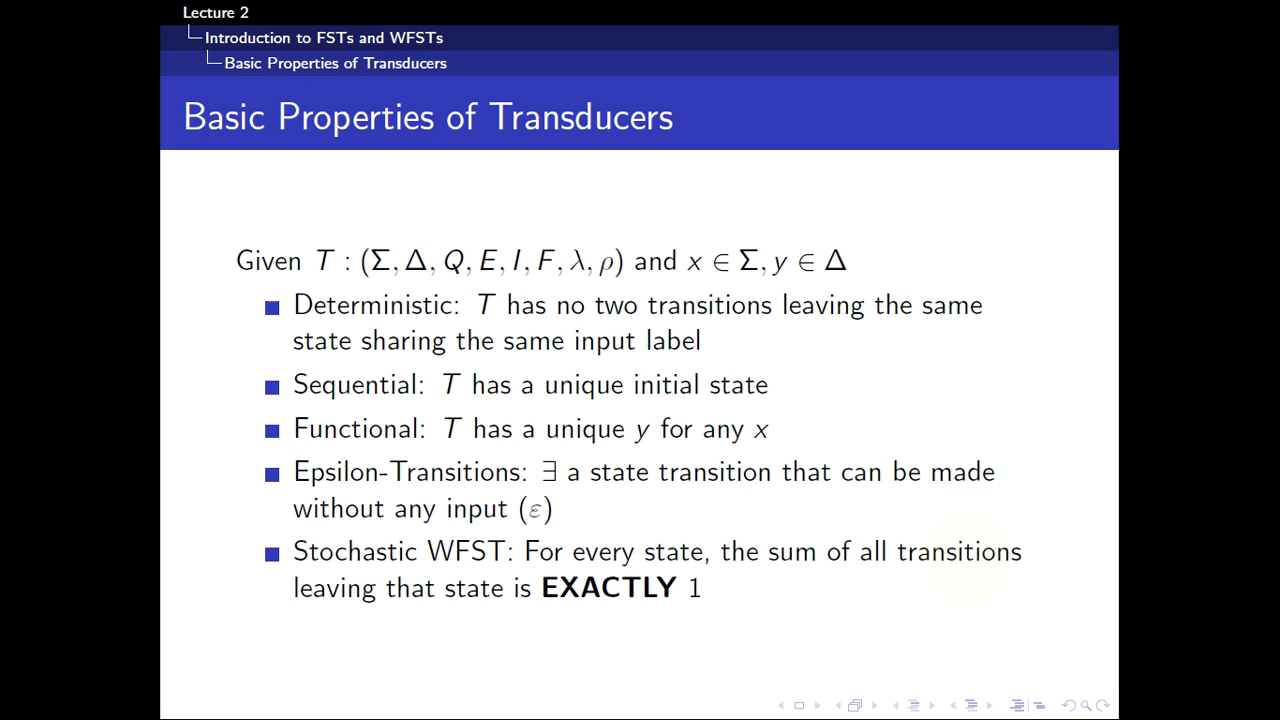 Lecture 2
Introduction to FSTs and WFSTs
Basic Properties of Transducers
Basic Properties of Transducers
Given T : (Σ, Δ, Q, E, I, F, λ, ρ) and x ∈ Σ, y ∈ Δ
Deterministic: T has no two transitions leaving the same
state sharing the same input label
Sequential: T has a unique initial state
Functional: T has a unique y for any x
Epsilon-Transitions: ∃ a state transition that can be made
without any input (ε)
Stochastic WFST: For every state, the sum of all transitions
leaving that state is EXACTLY 1